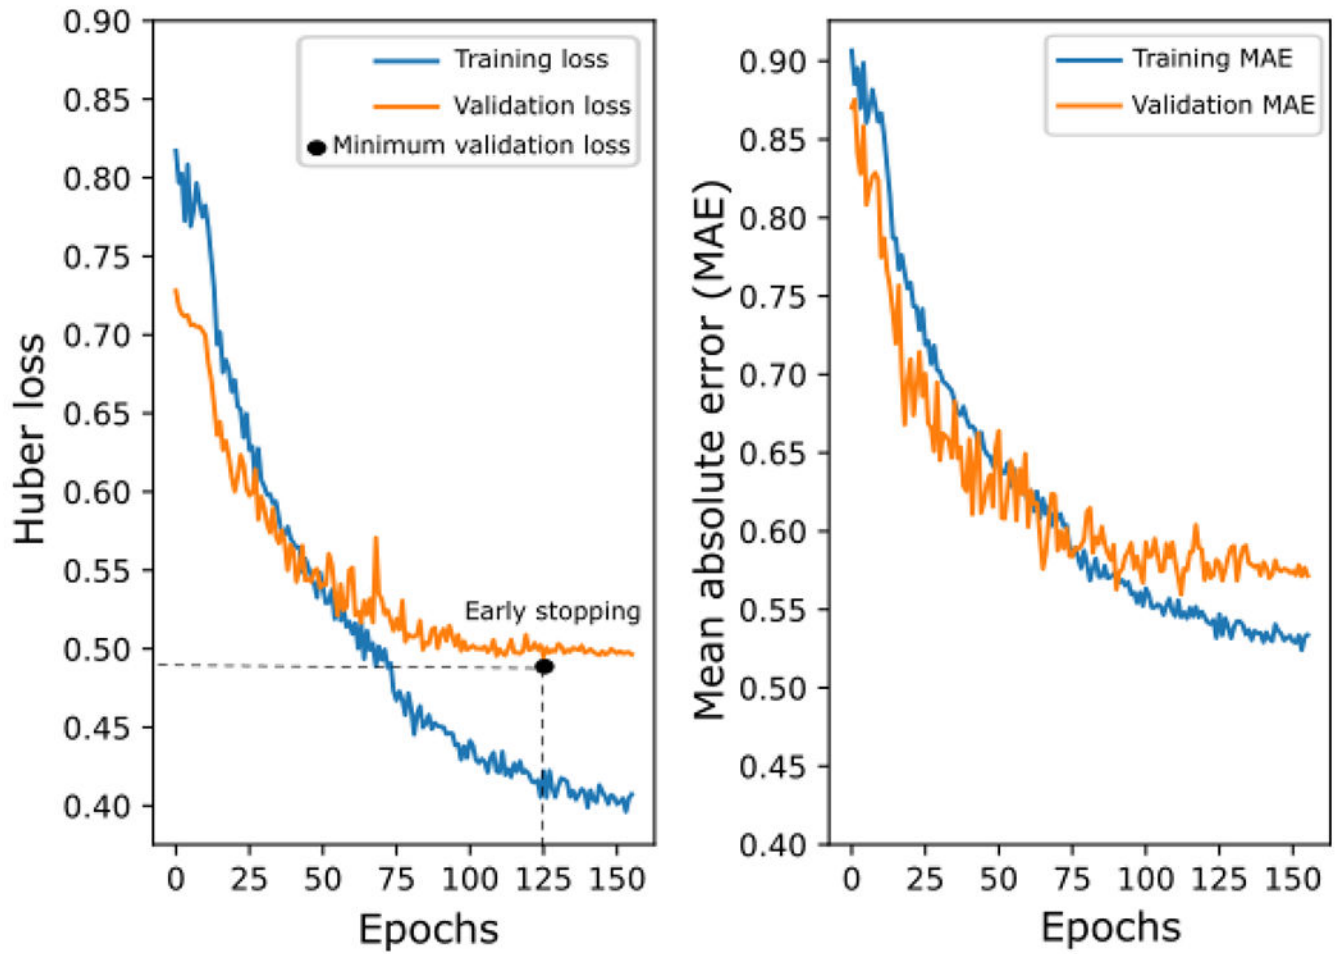 0.90
0.85
0.80
0.75
0.70
0.65
0.60
0.55
0.50
0.45
0.40
Huber loss
Training loss
Validation loss
Minimum validation loss
Early stopping
0 25 50 75 100 125 150
Epochs
0.90
0.85
0.80
0.75
0.70
0.65
0.60
0.55
0.50
0.45
0.40
Mean absolute error (MAE)
Training MAE
Validation MAE
0 25 50 75 100 125 150
Epochs